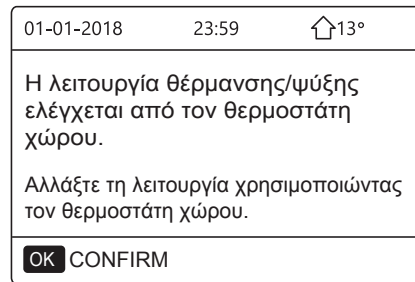 01-01-2018 23:59 13°
Η λειτουργία θέρμανσης/ψύξης
ελέγχεται από τον θερμοστάτη
χώρου.
Αλλάξτε τη λειτουργία χρησιμοποιώντας
τον θερμοστάτη χώρου.
OK CONFIRM